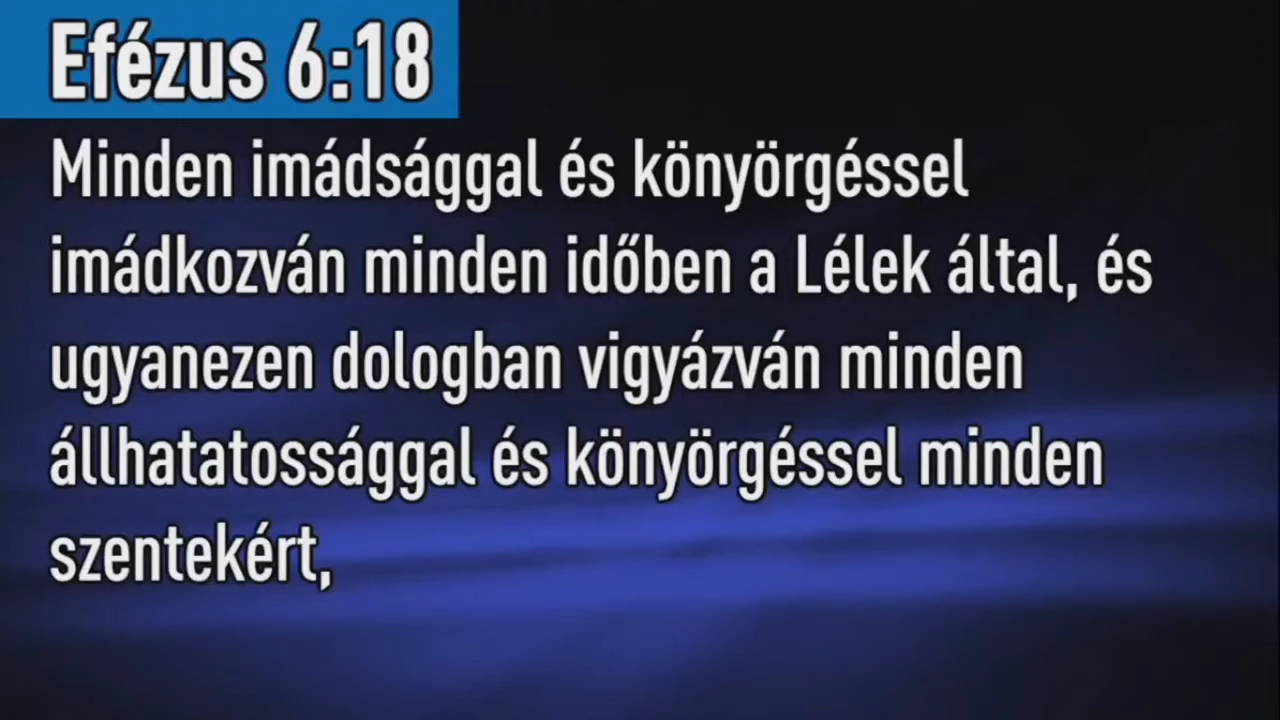 Efézus 6:18
Minden imádsággal és könyörgéssel
imádkozván minden időben a Lélek által, és
ugyanezen dologban vigyázván minden
állhatatossággal és könyörgéssel minden
szentekért,